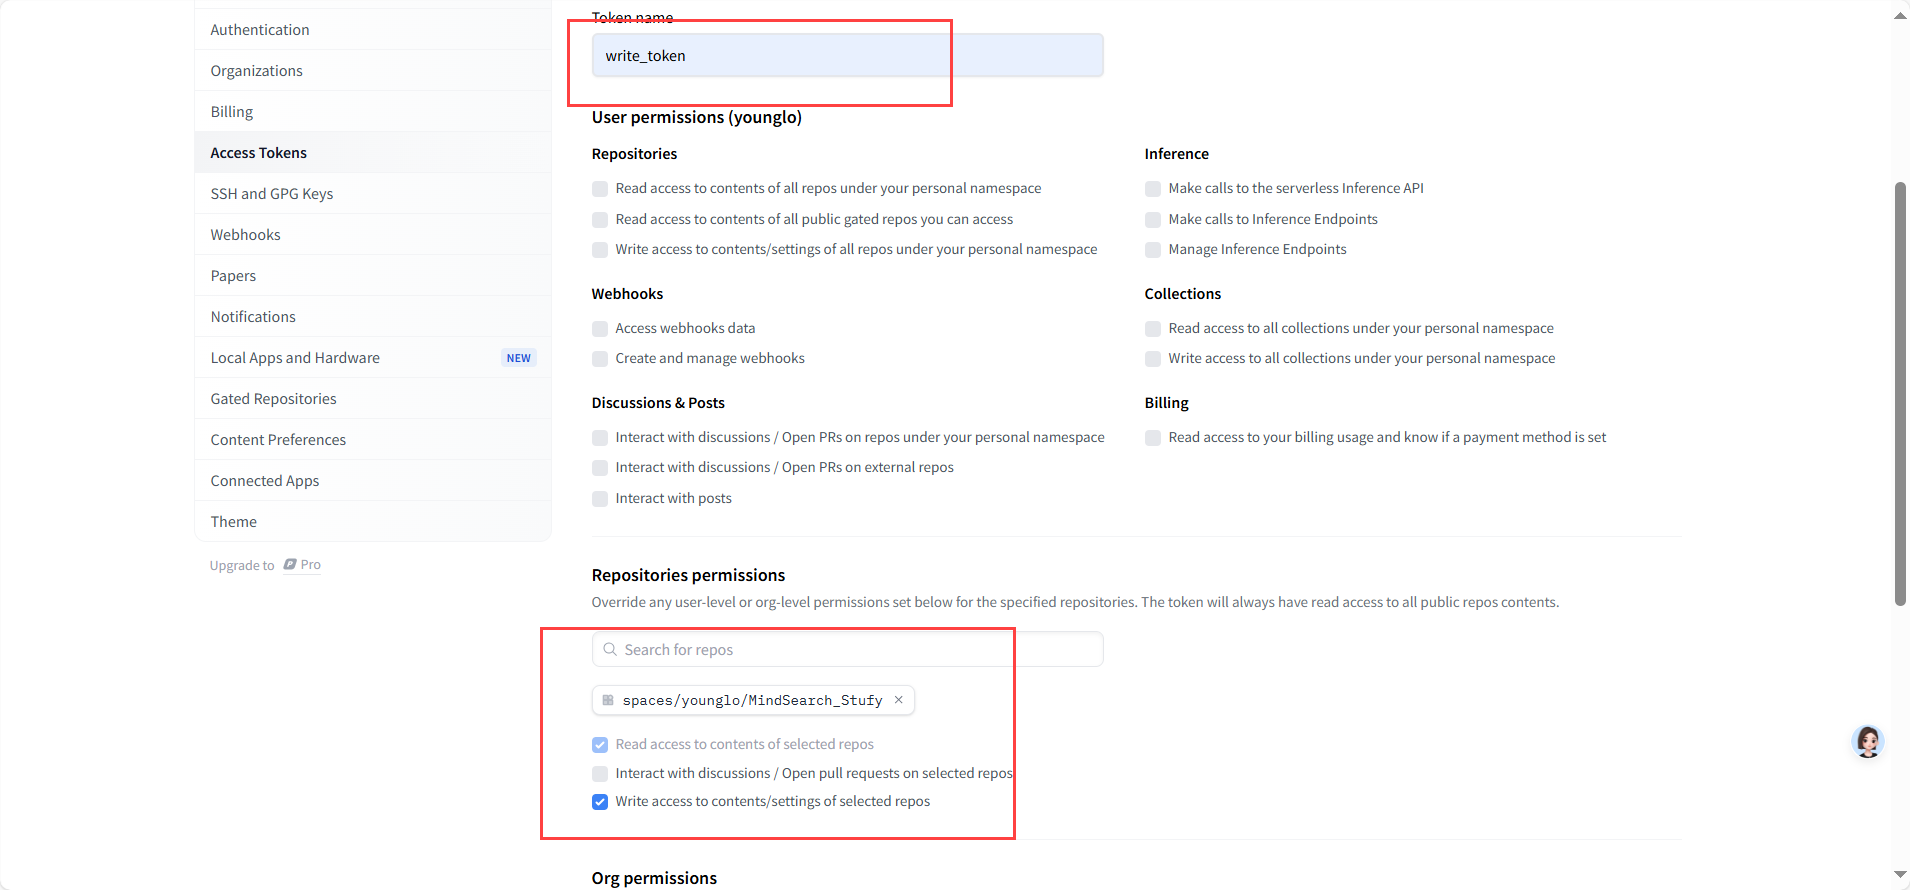 Authentication
Organizations
Billing
Access Tokens
SSH and GPG Keys
Webhooks
Papers
Notifications
Local Apps and Hardware NEW
Gated Repositories
Content Preferences
Connected Apps
Theme
Upgrade to Pro
Token name
write_token
User permissions (younglo)
Repositories
Read access to contents of all repos under your personal namespace
Read access to contents of all public gated repos you can access
Write access to contents/settings of all repos under your personal namespace
Inference
Make calls to the serverless Inference API
Make calls to Inference Endpoints
Manage Inference Endpoints
Webhooks
Access webhooks data
Create and manage webhooks
Collections
Read access to all collections under your personal namespace
Write access to all collections under your personal namespace
Discussions & Posts
Interact with discussions / Open PRs on repos under your personal namespace
Interact with discussions / Open PRs on external repos
Interact with posts
Billing
Read access to your billing usage and know if a payment method is set
Repositories permissions
Override any user-level or org-level permissions set below for the specified repositories. The token will always have read access to all public repos contents.
Search for repos
spaces/younglo/MindSearch_Stufy
Read access to contents of selected repos
Interact with discussions / Open pull requests on selected repos
Write access to contents/settings of selected repos
Org permissions